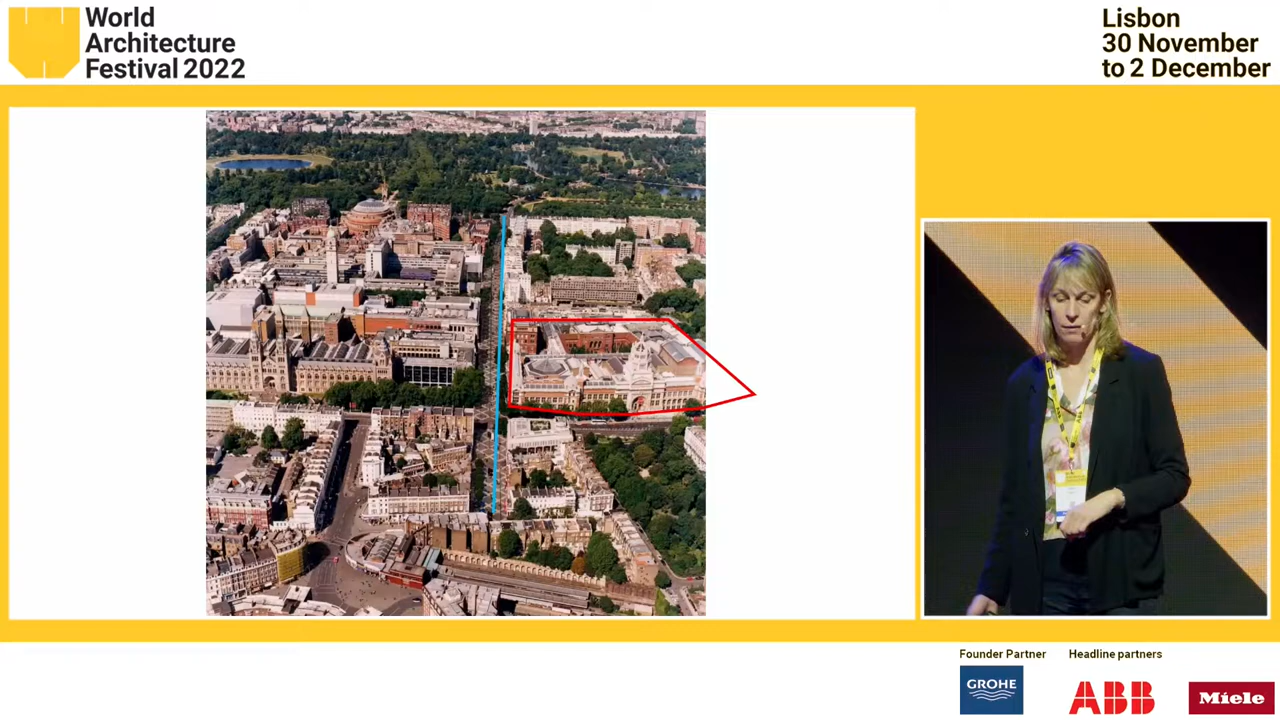 World
Architecture
Festival 2022
Lisbon
30 November
to 2 December
Founder Partner
Headline partners
GROHE
ABB
Miele